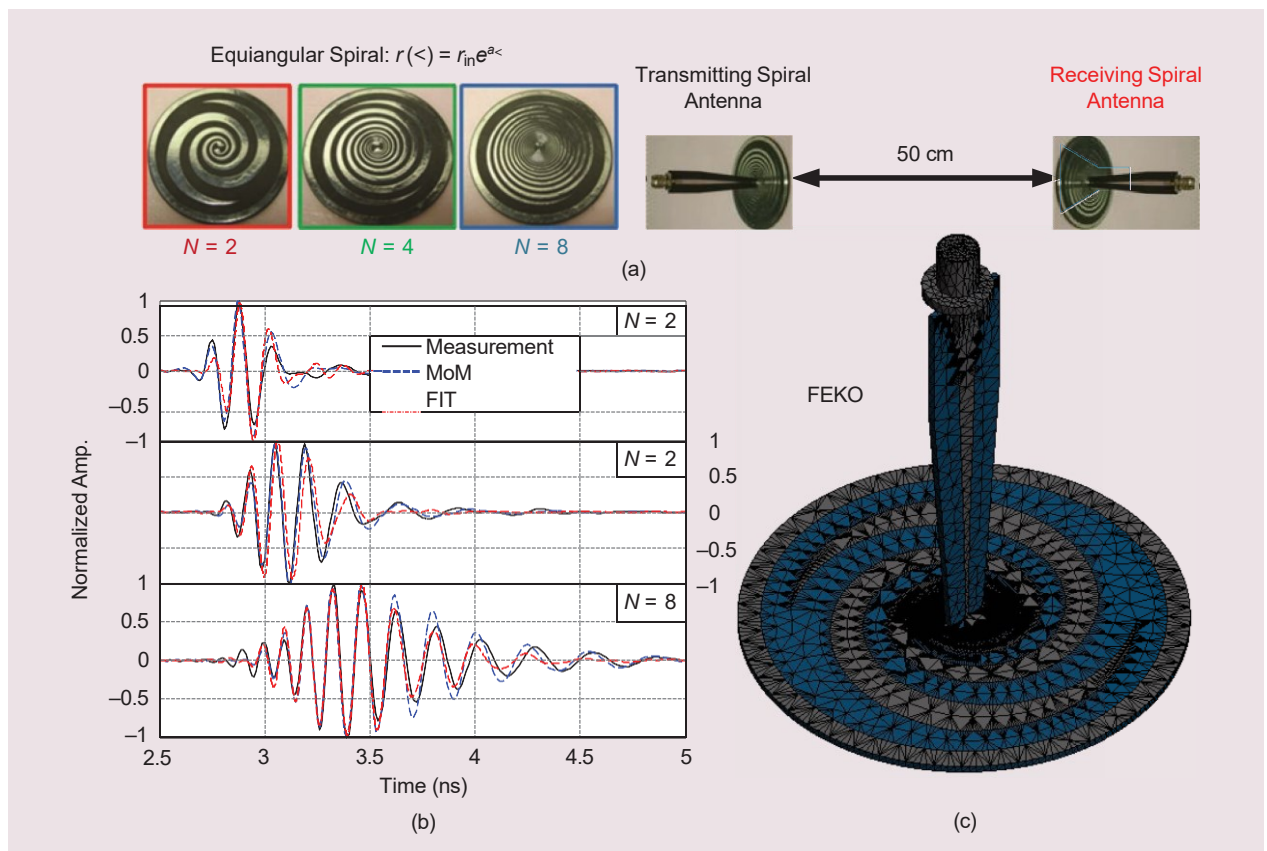 Equiangular Spiral: r (<) = r_in e^{a<}
Transmitting Spiral
Antenna
Receiving Spiral
Antenna
50 cm
N = 2
N = 4
N = 8
(a)
1
0.5
0
–0.5
–1
N = 2
Measurement
MoM
FIT
N = 2
1
0.5
0
–0.5
–1
N = 8
1
0.5
0
–0.5
–1
2.5
3
3.5
4
4.5
5
Normalized Amp.
Time (ns)
(b)
FEKO
(c)